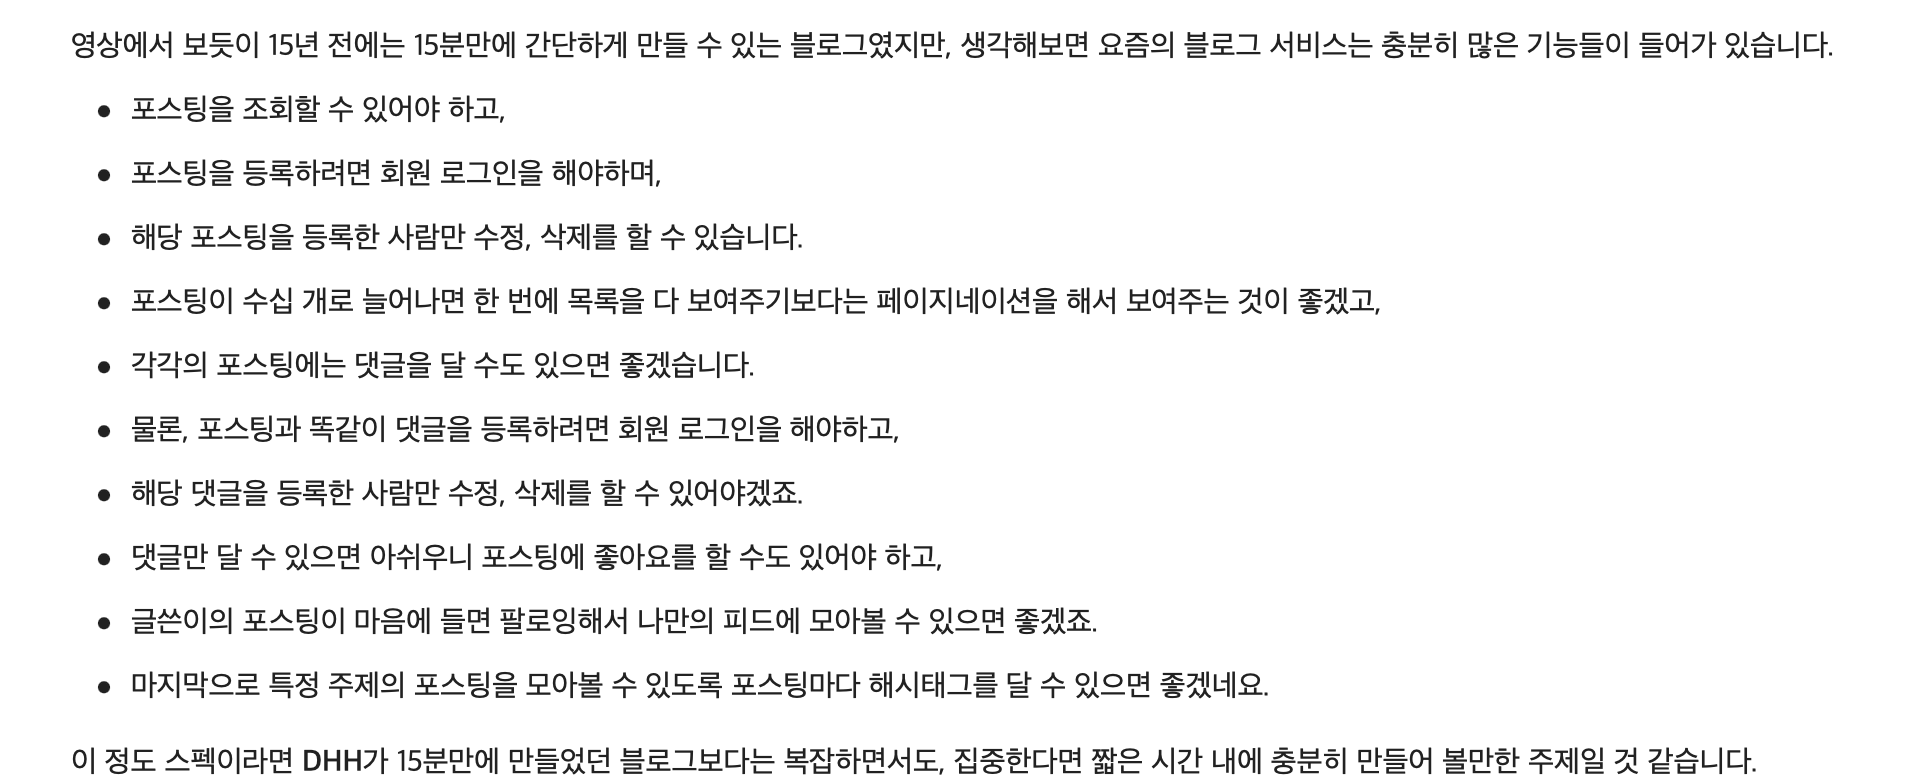 영상에서 보듯이 15년 전에는 15분만에 간단하게 만들 수 있는 블로그였지만, 생각해보면 요즘의 블로그 서비스는 충분히 많은 기능들이 들어가 있습니다.
● 포스팅을 조회할 수 있어야 하고,
● 포스팅을 등록하려면 회원 로그인을 해야하며,
● 해당 포스팅을 등록한 사람만 수정, 삭제를 할 수 있습니다.
● 포스팅이 수십 개로 늘어나면 한 번에 목록을 다 보여주기보다는 페이지네이션을 해서 보여주는 것이 좋겠고,
● 각각의 포스팅에는 댓글을 달 수도 있으면 좋겠습니다.
● 물론, 포스팅과 똑같이 댓글을 등록하려면 회원 로그인을 해야하고,
● 해당 댓글을 등록한 사람만 수정, 삭제를 할 수 있어야겠죠.
● 댓글만 달 수 있으면 아쉬우니 포스팅에 좋아요를 할 수도 있어야 하고,
● 글쓴이의 포스팅이 마음에 들면 팔로잉해서 나만의 피드에 모아볼 수 있으면 좋겠죠.
● 마지막으로 특정 주제의 포스팅을 모아볼 수 있도록 포스팅마다 해시태그를 달 수 있으면 좋겠네요.
이 정도 스펙이라면 DHH가 15분만에 만들었던 블로그보다는 복잡하면서도, 집중한다면 짧은 시간 내에 충분히 만들어 볼만한 주제일 것 같습니다.